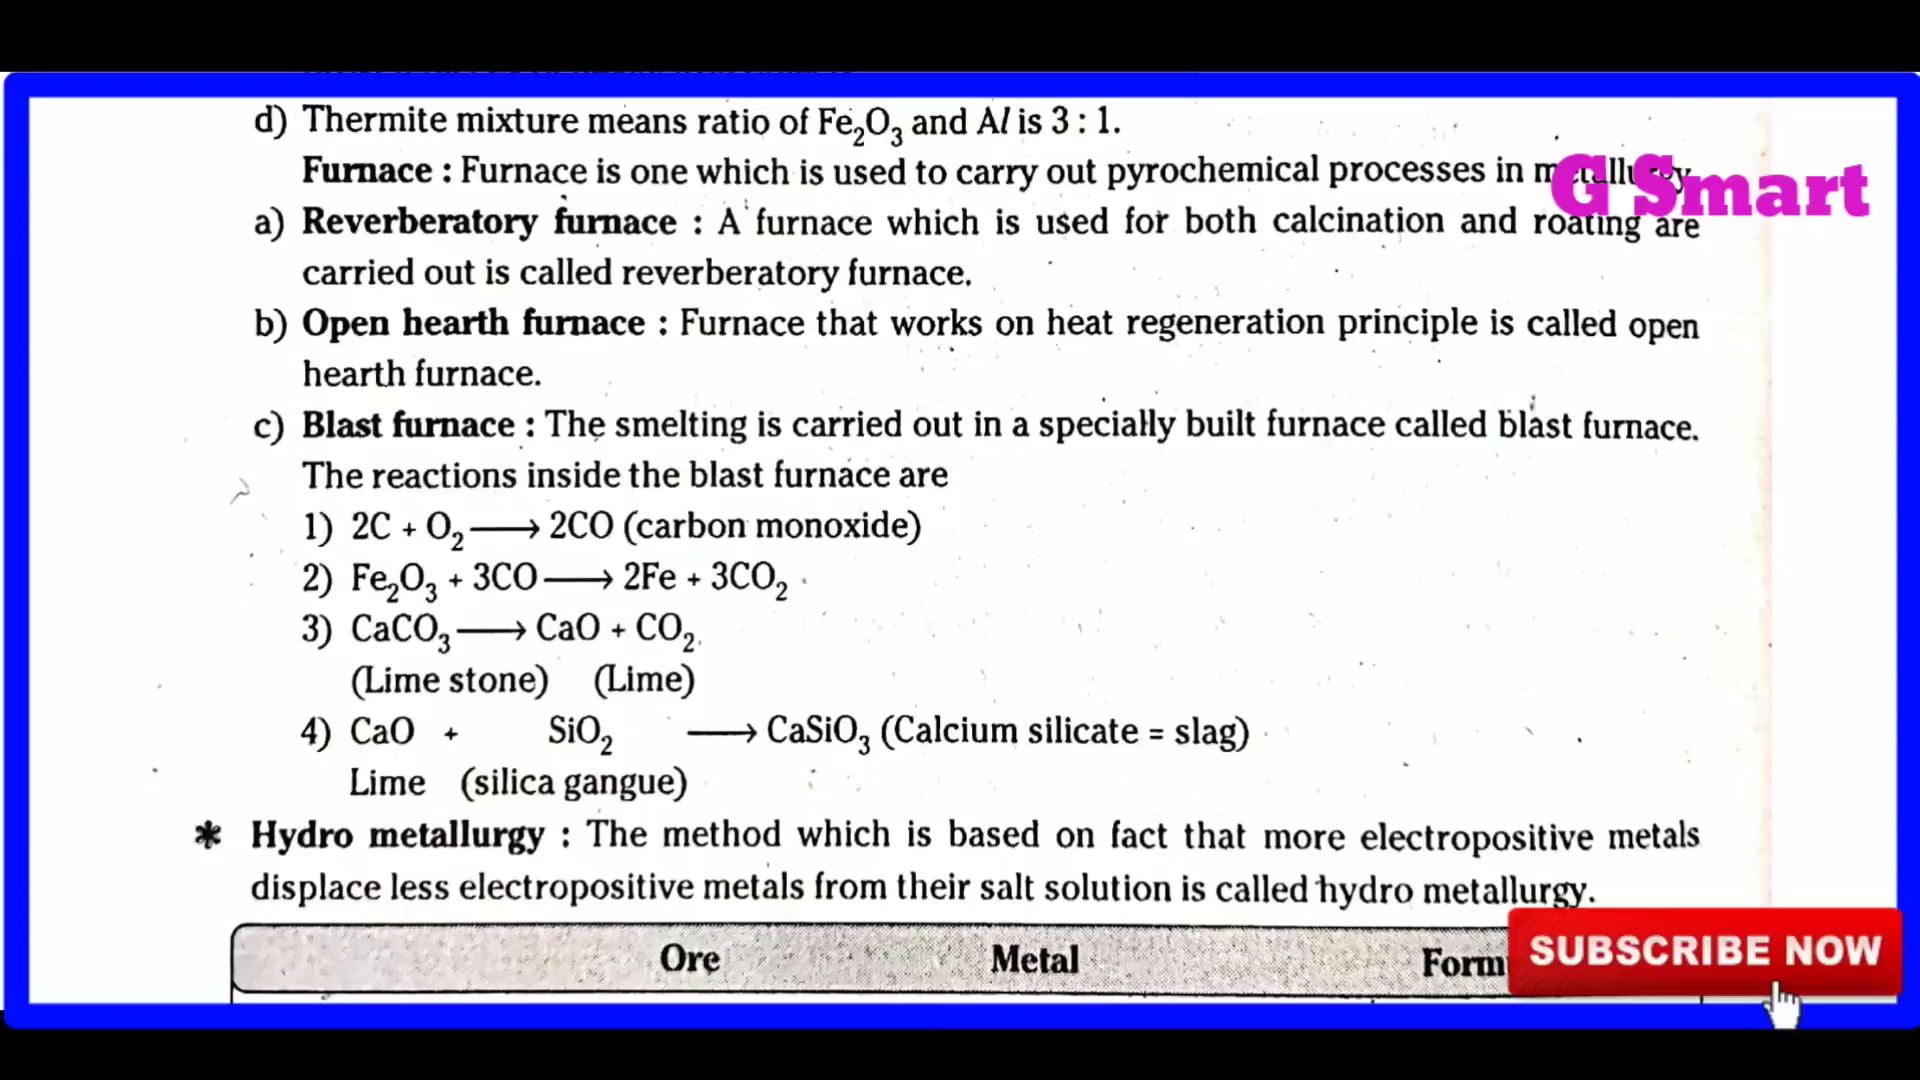 d) Thermite mixture means ratio of Fe₂O₃ and Al is 3 : 1.
Furnace : Furnace is one which is used to carry out pyrochemical processes in metallurgy
G Smart
a) Reverberatory furnace : A furnace which is used for both calcination and roating are
carried out is called reverberatory furnace.
b) Open hearth furnace : Furnace that works on heat regeneration principle is called open
hearth furnace.
c) Blast furnace : The smelting is carried out in a specially built furnace called blast furnace.
The reactions inside the blast furnace are
1) 2C + O₂ ⟶ 2CO (carbon monoxide)
2) Fe₂O₃ + 3CO ⟶ 2Fe + 3CO₂
3) CaCO₃ ⟶ CaO + CO₂
(Lime stone) (Lime)
4) CaO + SiO₂ ⟶ CaSiO₃ (Calcium silicate = slag)
Lime (silica gangue)
* Hydro metallurgy : The method which is based on fact that more electropositive metals
displace less electropositive metals from their salt solution is called hydro metallurgy.
Ore Metal
SUBSCRIBE NOW